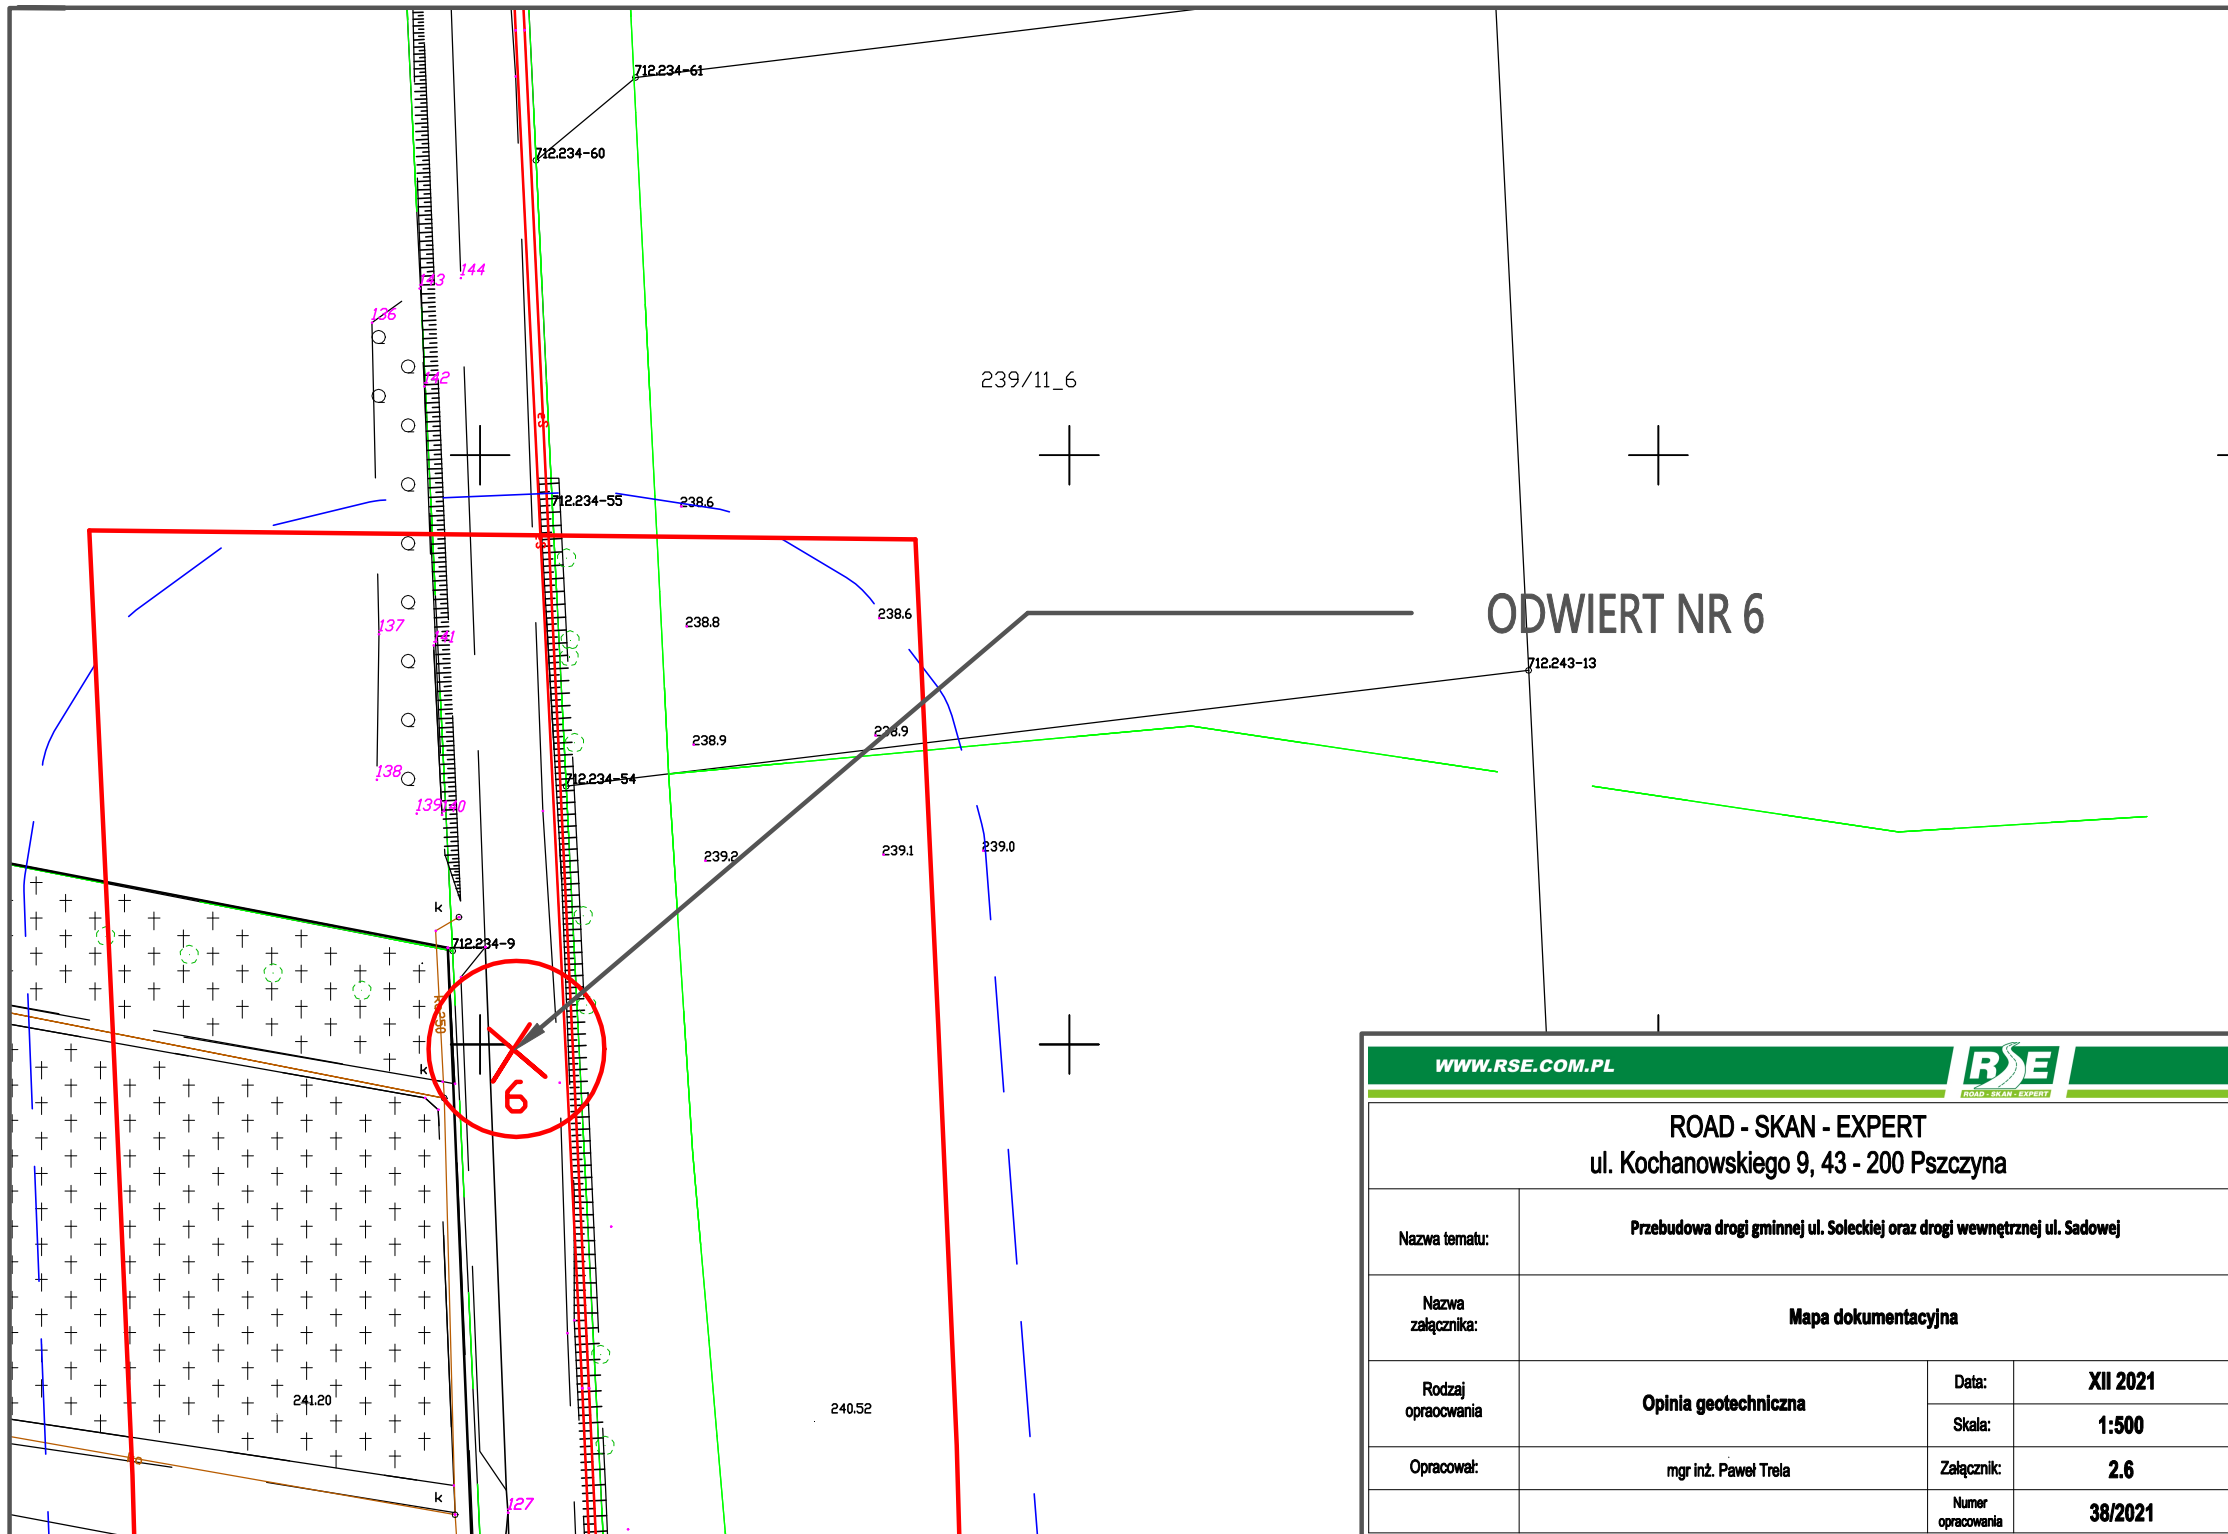 712.234-61
712.234-60
144
143
136
142
239/11_6
712.234-55
238.6
238.8
238.6
ODWIERT NR 6
137
141
712.243-13
238.9
238.9
138
712.234-54
139
140
239.2
239.1
239.0
k
712.234-9
k
6
241.20
240.52
k
127
WWW.RSE.COM.PL
RSE
ROAD - SKAN - EXPERT
ROAD - SKAN - EXPERT
ul. Kochanowskiego 9, 43 - 200 Pszczyna
Nazwa tematu:
Przebudowa drogi gminnej ul. Soleckiej oraz drogi wewnętrznej ul. Sadowej
Nazwa
załącznika:
Mapa dokumentacyjna
Rodzaj
opraocwania
Opinia geotechniczna
Data:
XII 2021
Skala:
1:500
Opracował:
mgr inż. Paweł Trela
Załącznik:
2.6
Numer
opracowania
38/2021